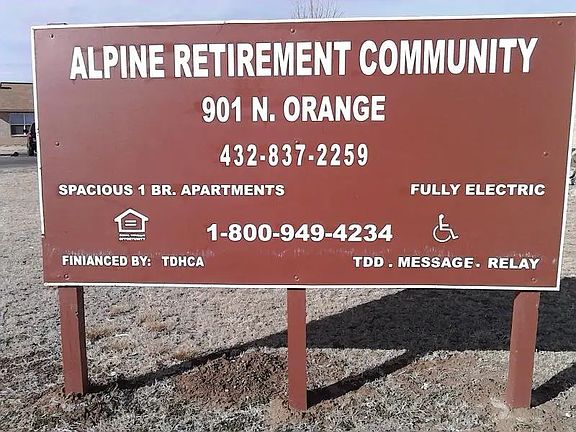 ALPINE RETIREMENT COMMUNITY
901 N. ORANGE
432-837-2259
SPACIOUS 1 BR. APARTMENTS FULLY ELECTRIC
1-800-949-4234
FINIANCED BY: TDHCA TDD . MESSAGE . RELAY